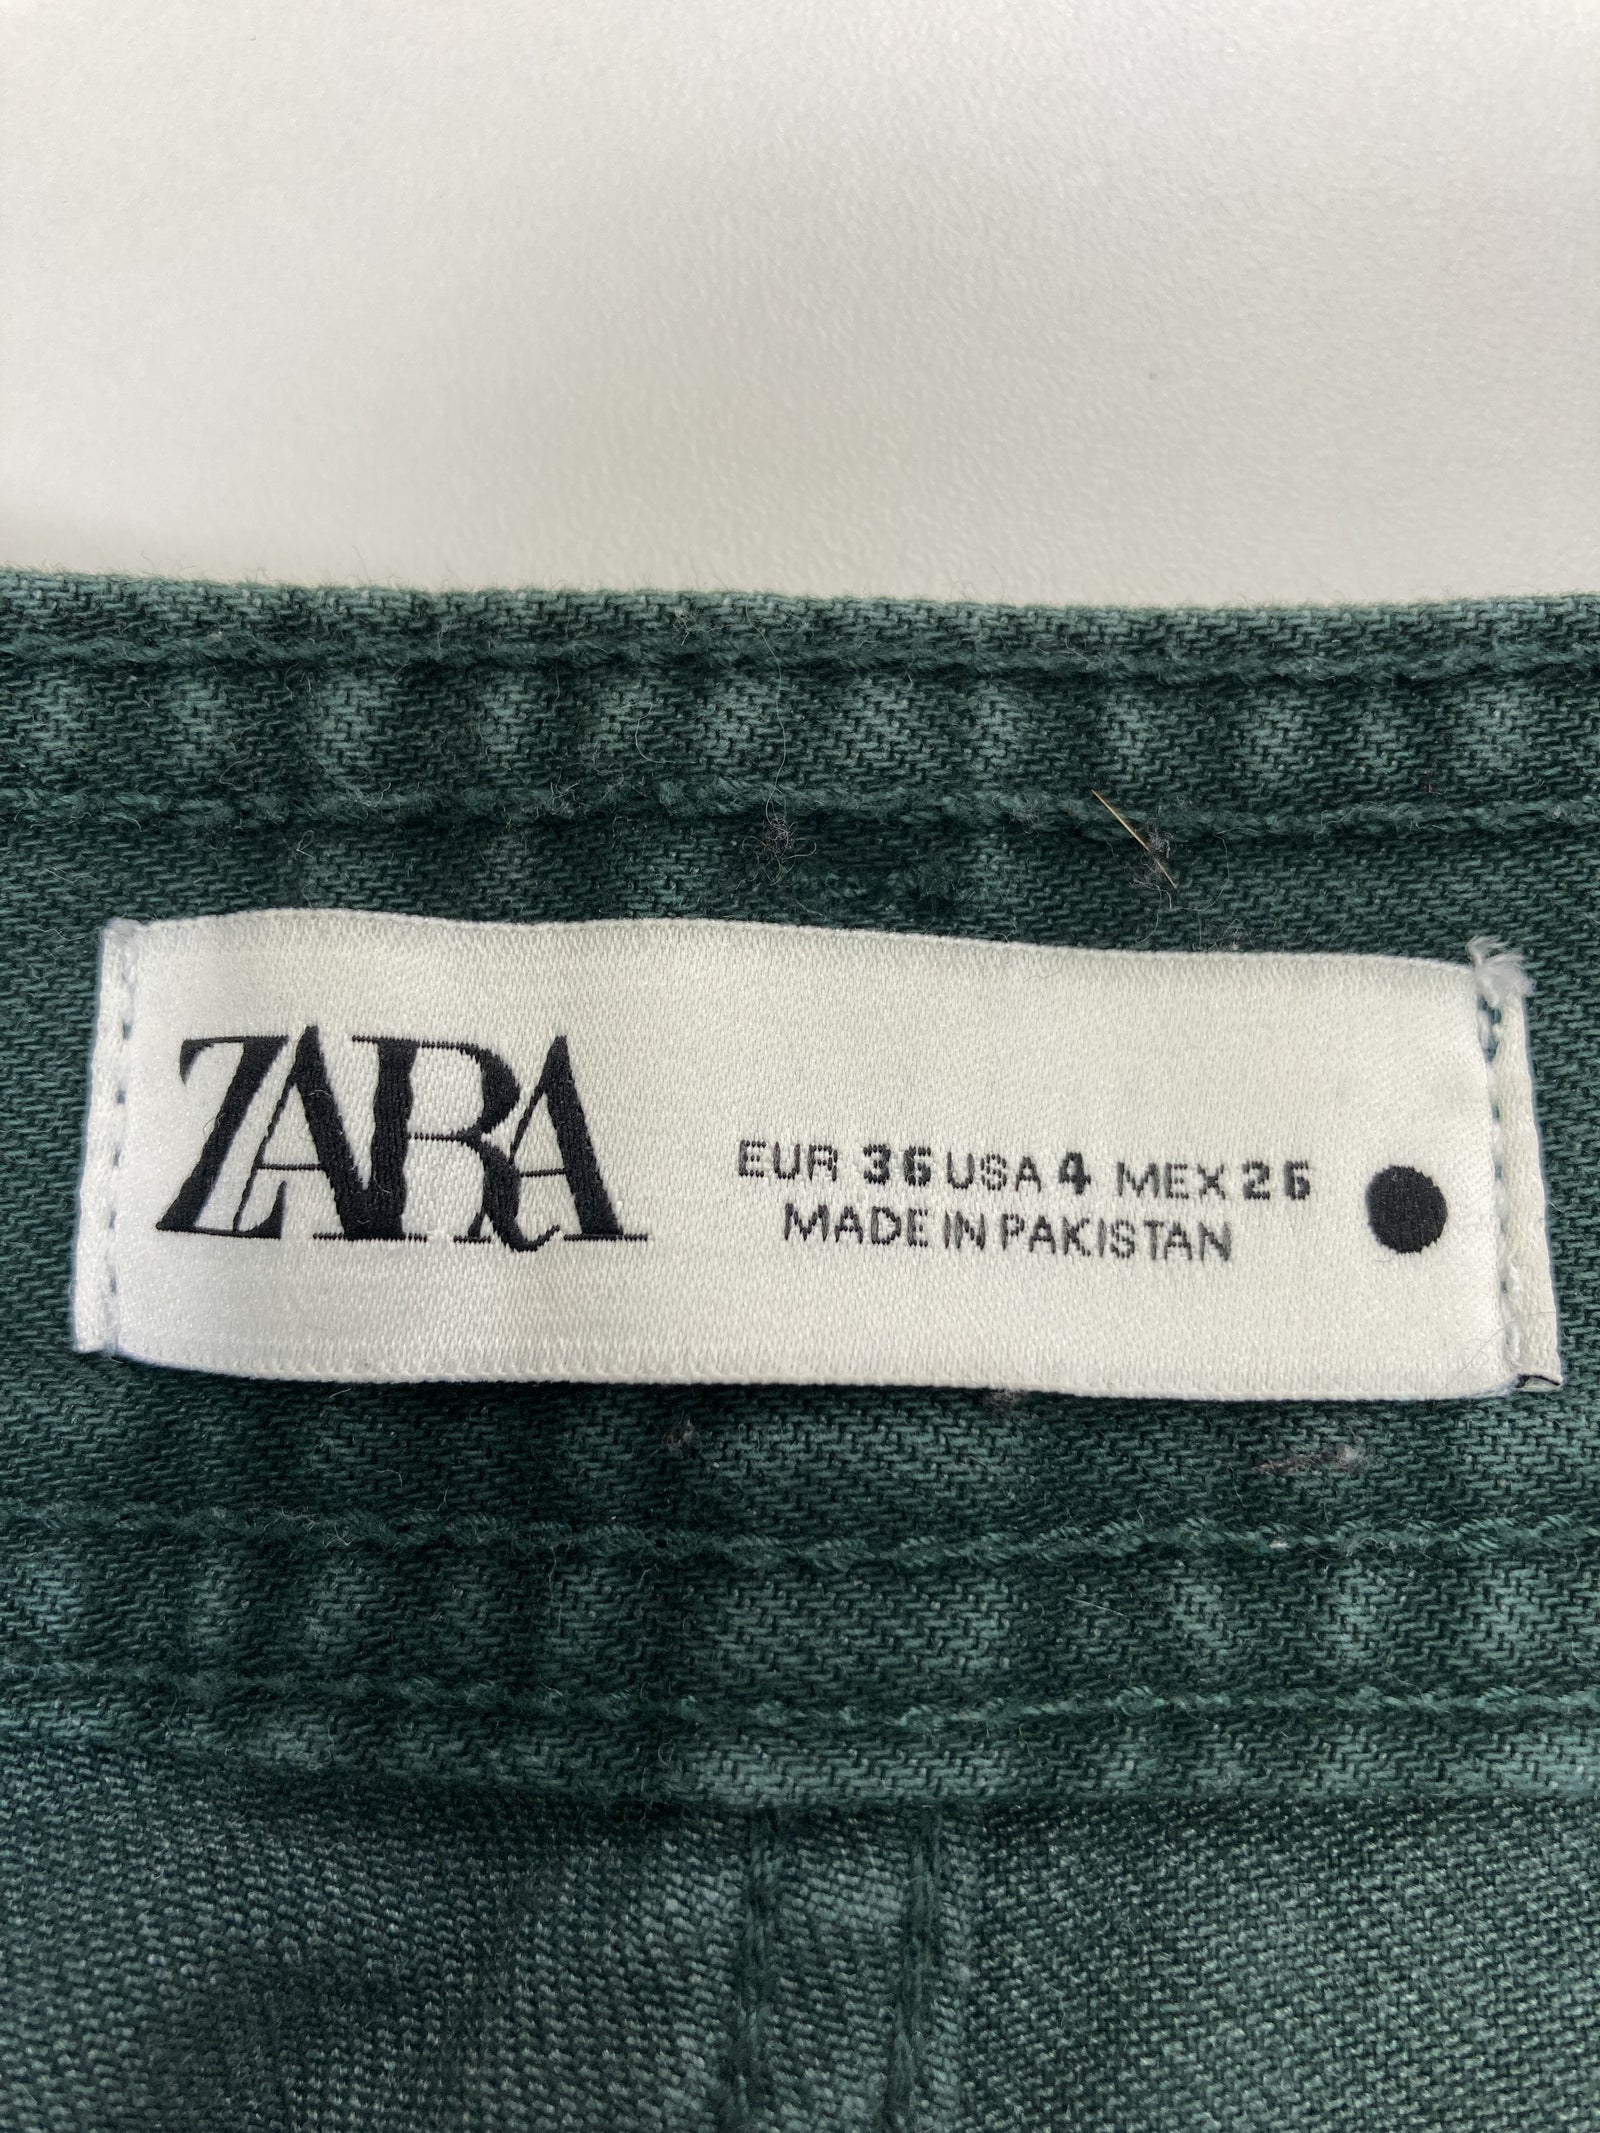 ZARA
EUR 36 USA 4 MEX 26
MADE IN PAKISTAN